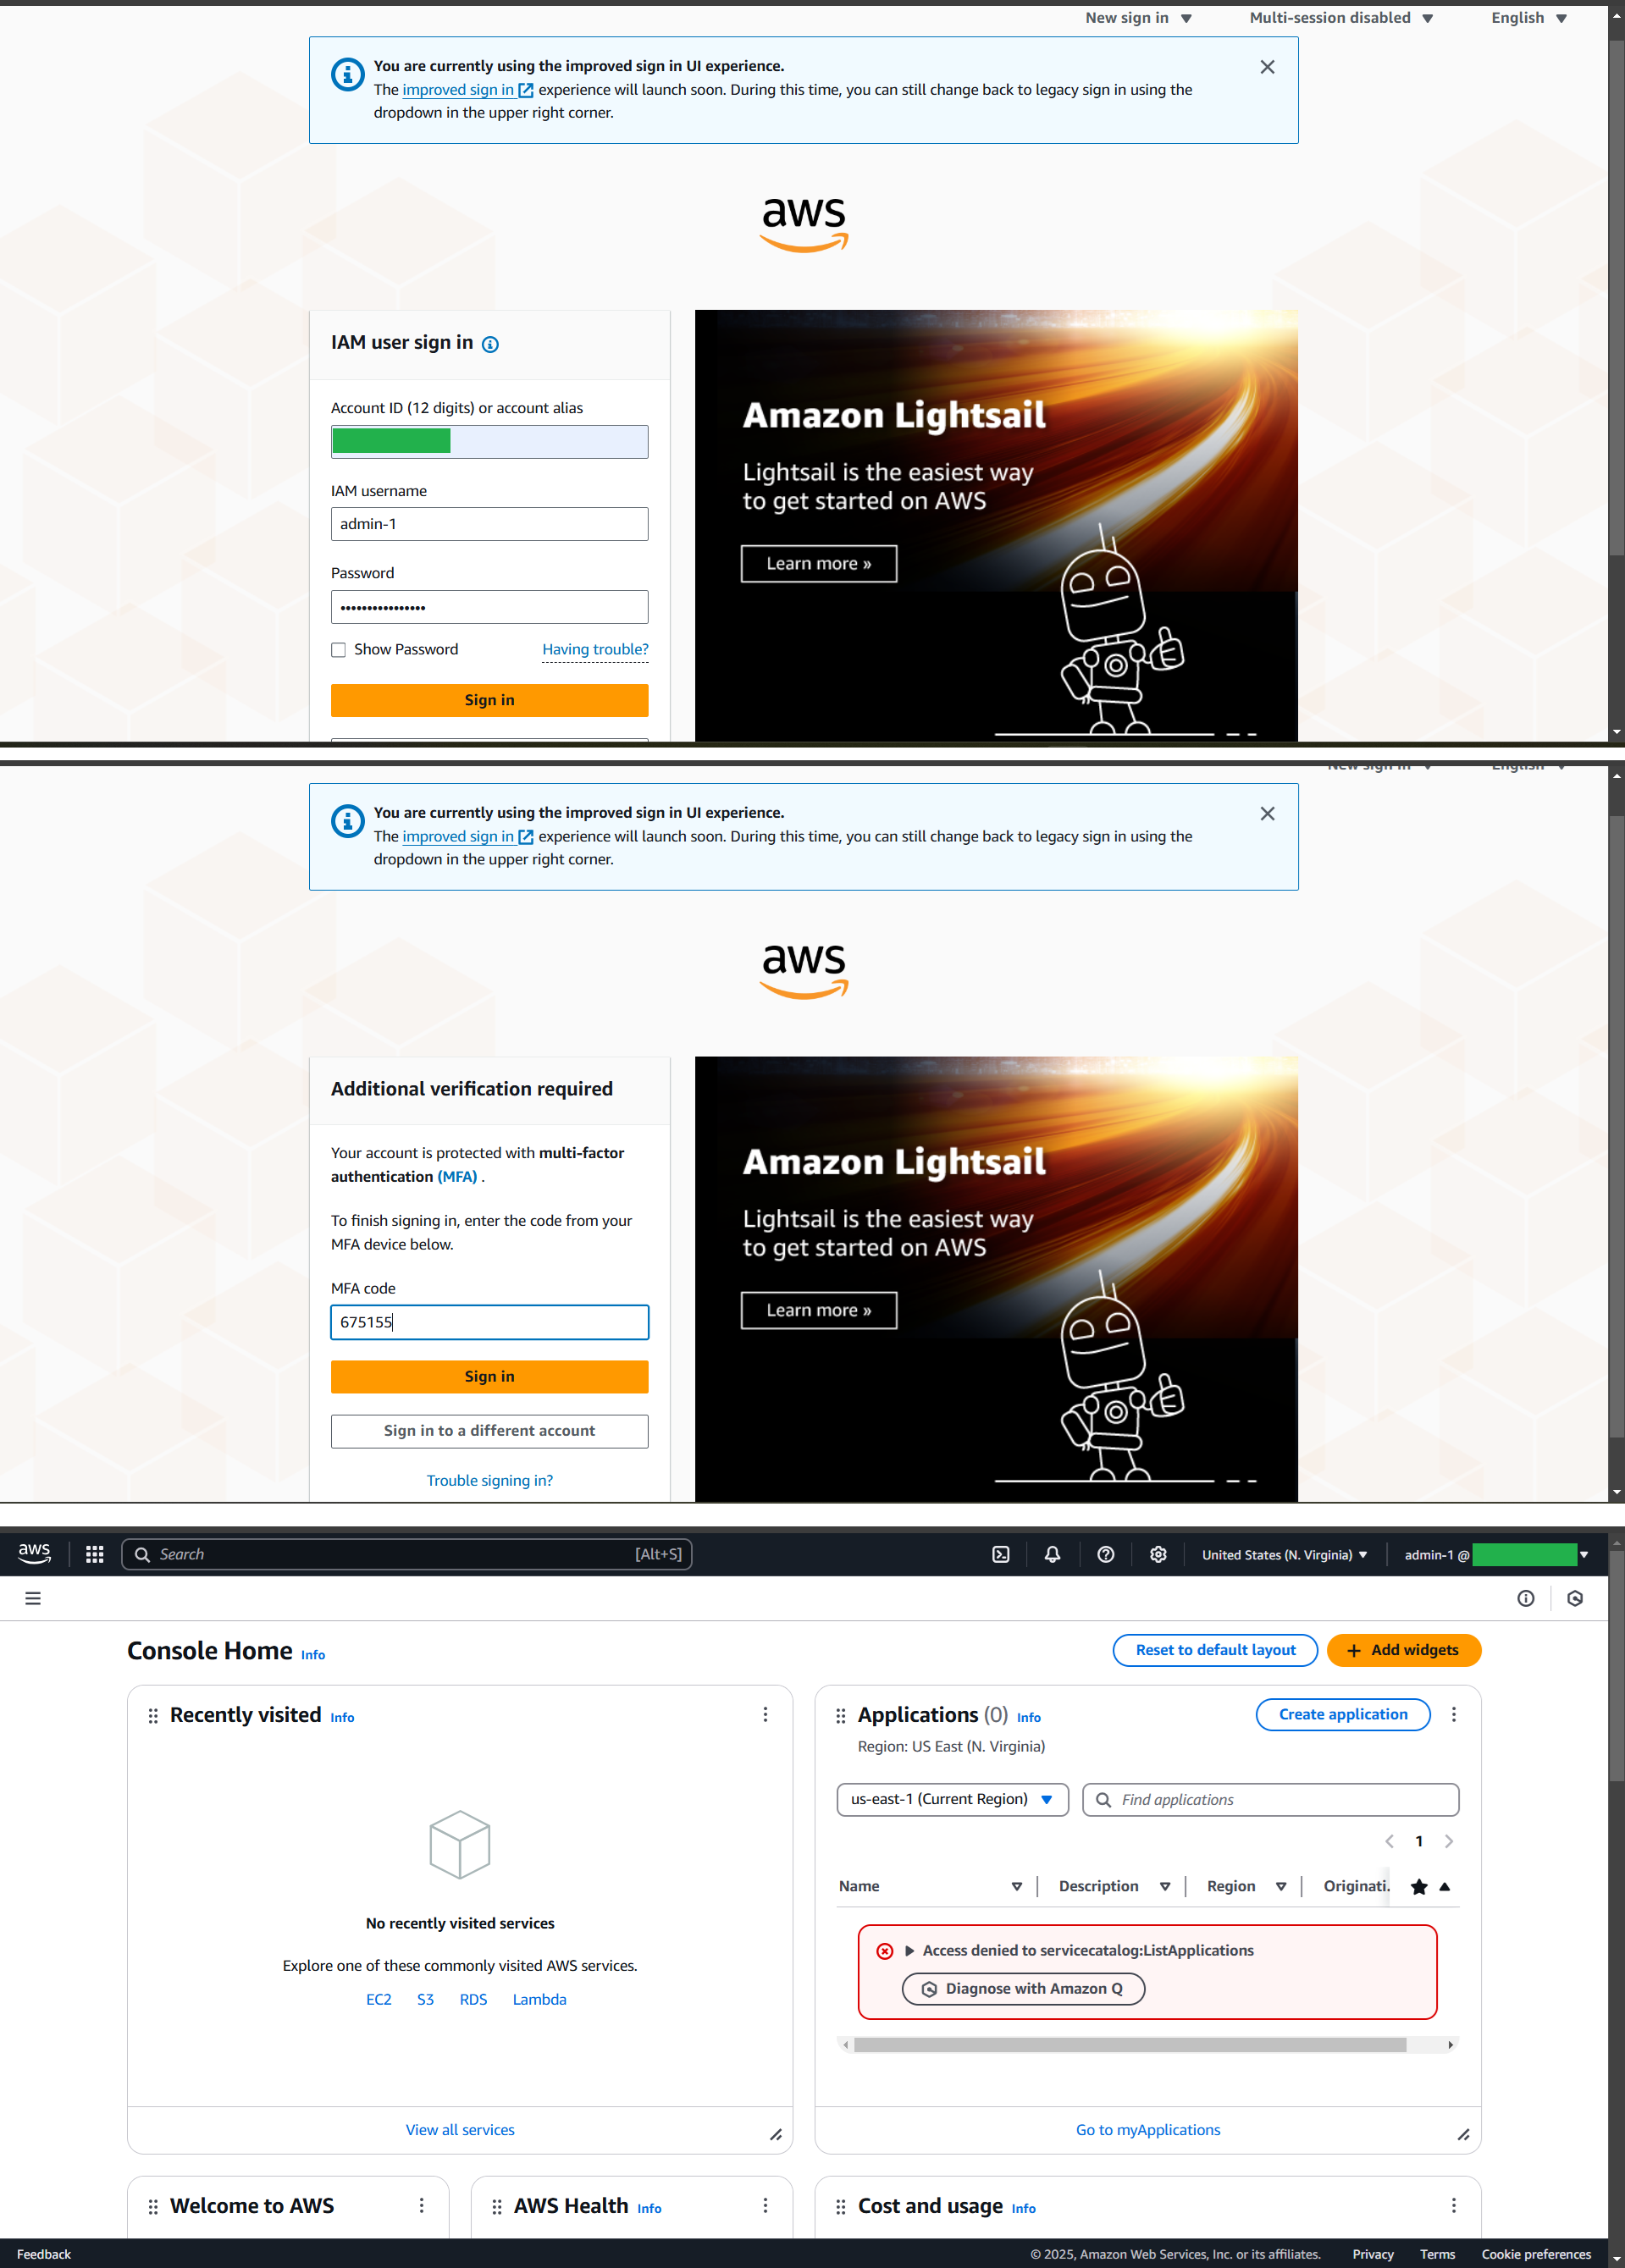 New sign in
Multi-session disabled
English
You are currently using the improved sign in UI experience.
The improved sign in experience will launch soon. During this time, you can still change back to legacy sign in using the
dropdown in the upper right corner.
aws
IAM user sign in
Account ID (12 digits) or account alias
IAM username
admin-1
Password
••••••••••••••••
Show Password
Having trouble?
Sign in
Amazon Lightsail
Lightsail is the easiest way
to get started on AWS
Learn more »
New sign in
English
You are currently using the improved sign in UI experience.
The improved sign in experience will launch soon. During this time, you can still change back to legacy sign in using the
dropdown in the upper right corner.
aws
Additional verification required
Your account is protected with multi-factor
authentication (MFA) .
To finish signing in, enter the code from your
MFA device below.
MFA code
675155
Sign in
Sign in to a different account
Trouble signing in?
Amazon Lightsail
Lightsail is the easiest way
to get started on AWS
Learn more »
aws
Search
[Alt+S]
United States (N. Virginia)
admin-1 @
Console Home Info
Reset to default layout
+ Add widgets
Recently visited Info
No recently visited services
Explore one of these commonly visited AWS services.
EC2 S3 RDS Lambda
View all services
Applications (0) Info
Create application
Region: US East (N. Virginia)
us-east-1 (Current Region)
Find applications
1
Name Description Region Originati.
Access denied to servicecatalog:ListApplications
Diagnose with Amazon Q
Go to myApplications
Welcome to AWS
AWS Health Info
Cost and usage Info
Feedback
© 2025, Amazon Web Services, Inc. or its affiliates.
Privacy
Terms
Cookie preferences